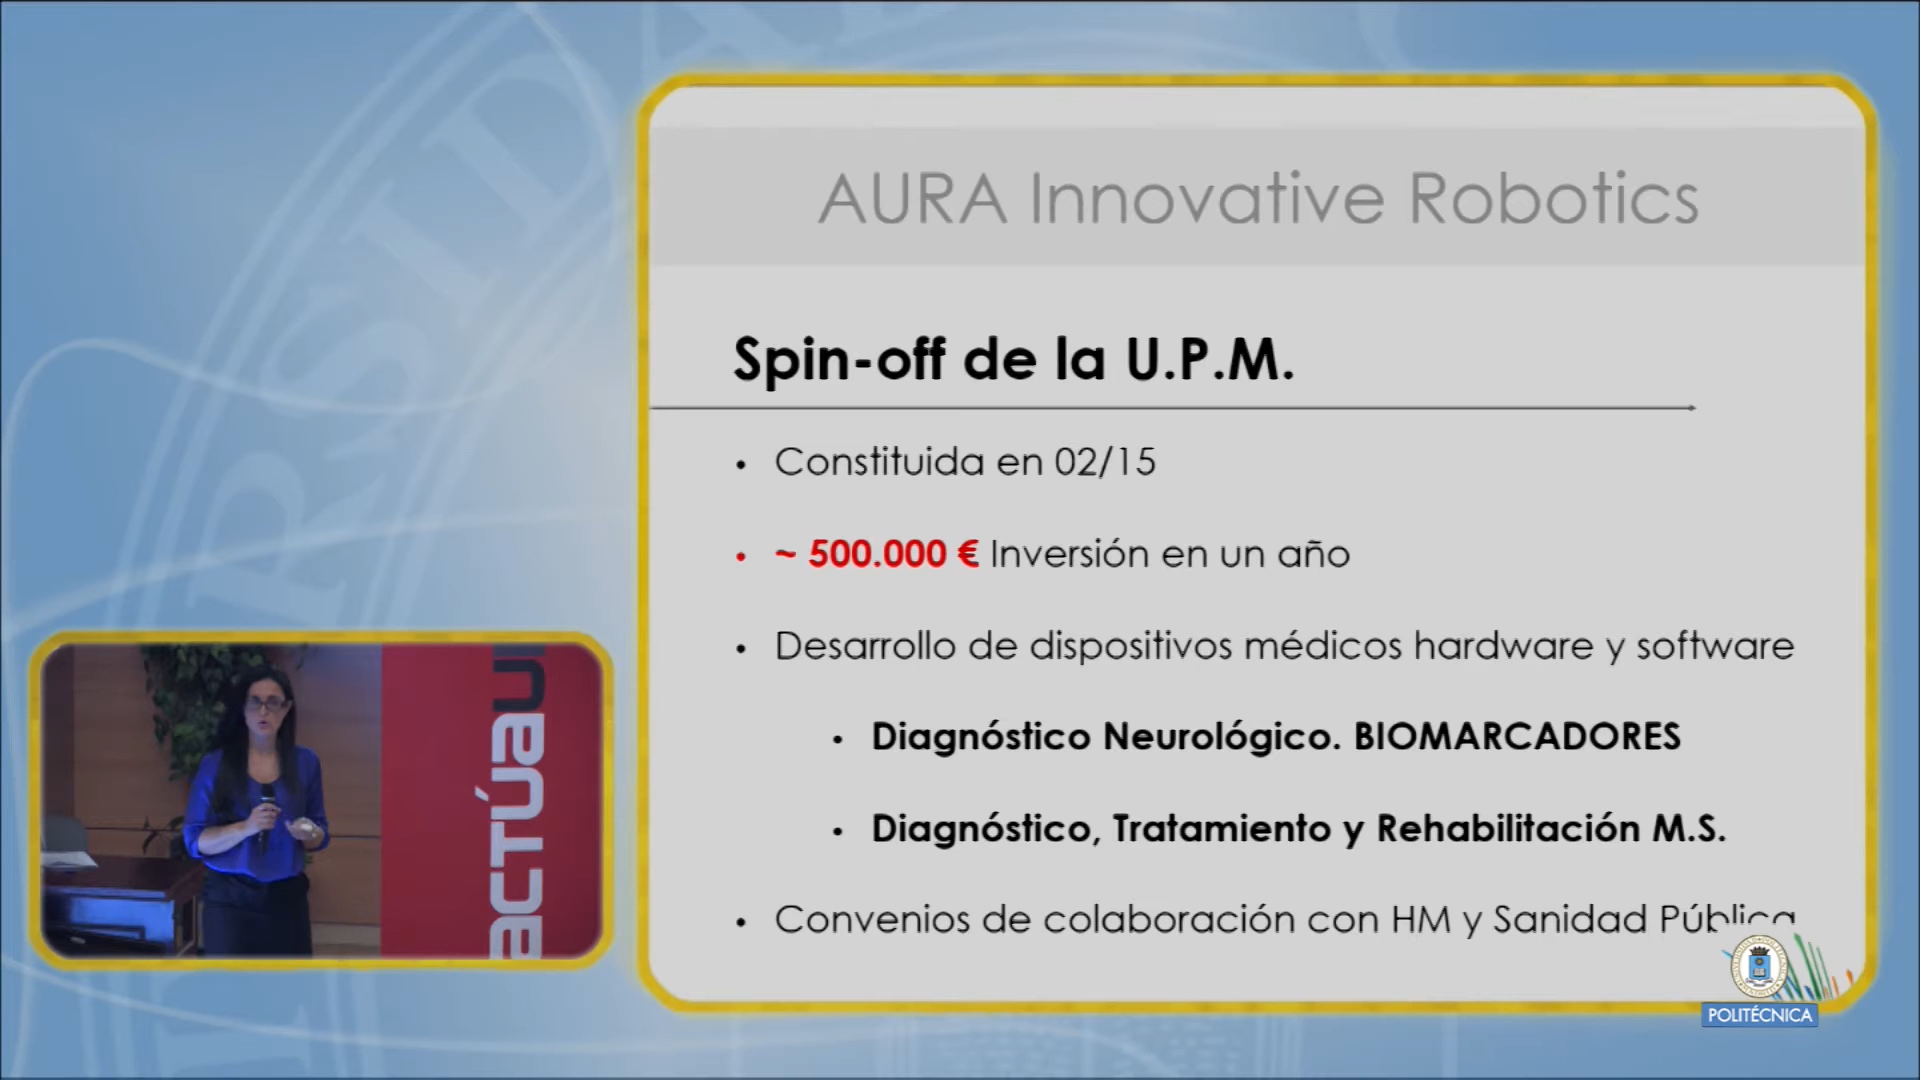 AURA Innovative Robotics
Spin-off de la U.P.M.
• Constituida en 02/15
• ~ 500.000 € Inversión en un año
• Desarrollo de dispositivos médicos hardware y software
• Diagnóstico Neurológico. BIOMARCADORES
• Diagnóstico, Tratamiento y Rehabilitación M.S.
• Convenios de colaboración con HM y Sanidad Pública
actúau
POLITÉCNICA